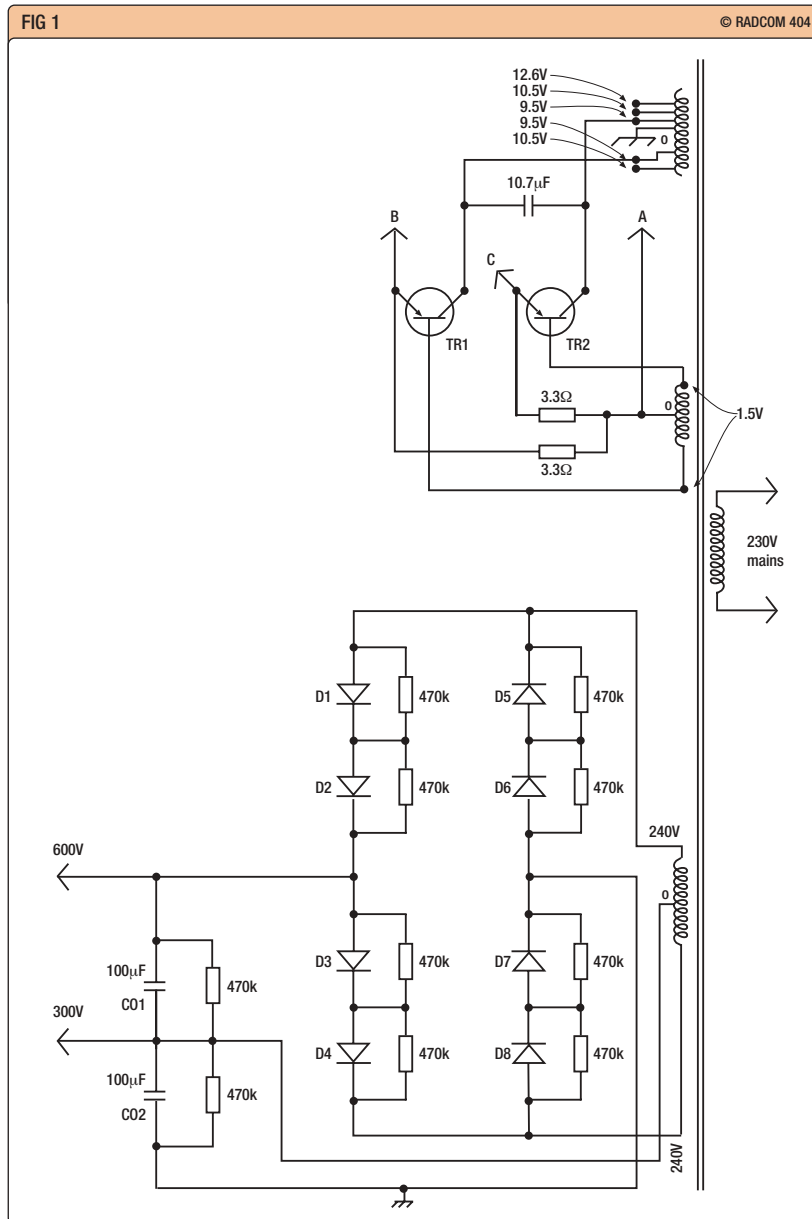 FIG 1
© RADCOM 404
12.6V
10.5V
9.5V
9.5V
10.5V
0
10.7µF
B
C
A
TR1
TR2
3.3Ω
0
1.5V
3.3Ω
230V
mains
D1
470k
D5
470k
D2
470k
D6
470k
240V
600V
0
100µF
C01
470k
D3
470k
D7
470k
300V
100µF
C02
470k
D4
470k
D8
470k
240V